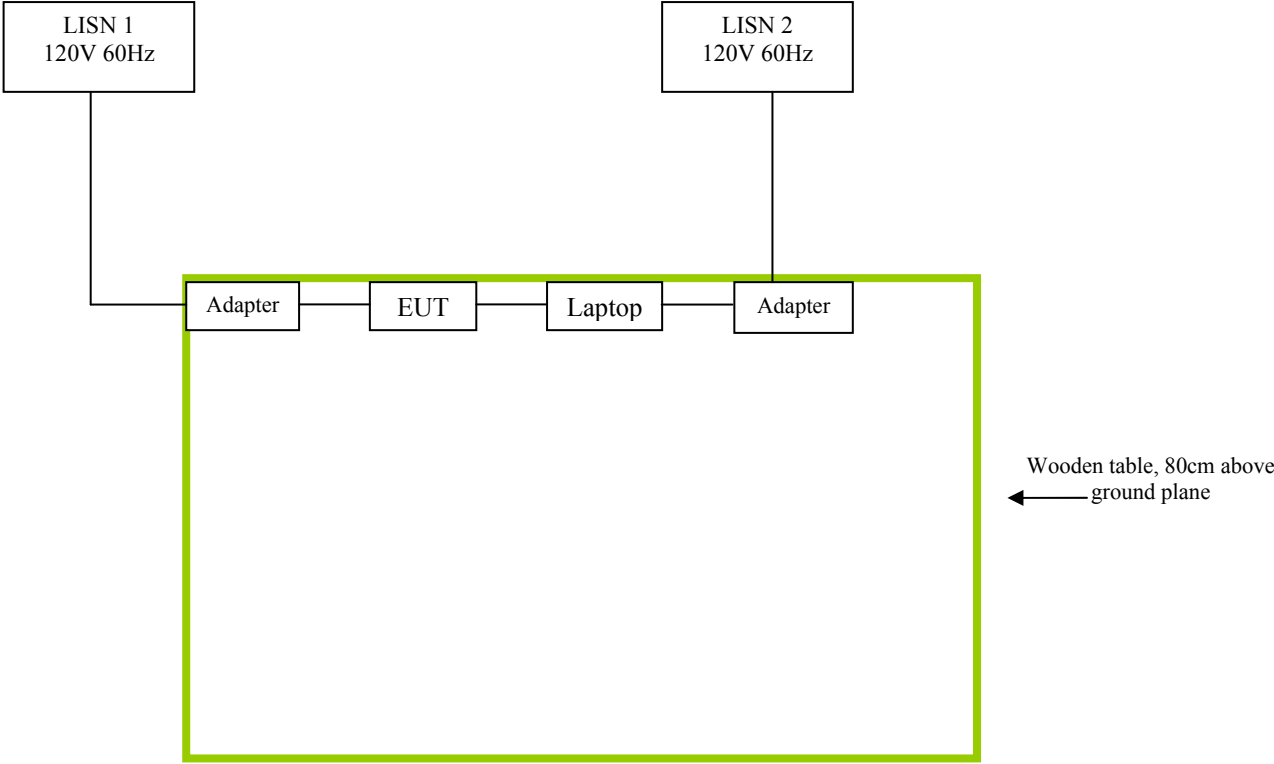 LISN 1
120V 60Hz
LISN 2
120V 60Hz
Adapter
EUT
Laptop
Adapter
Wooden table, 80cm above
ground plane